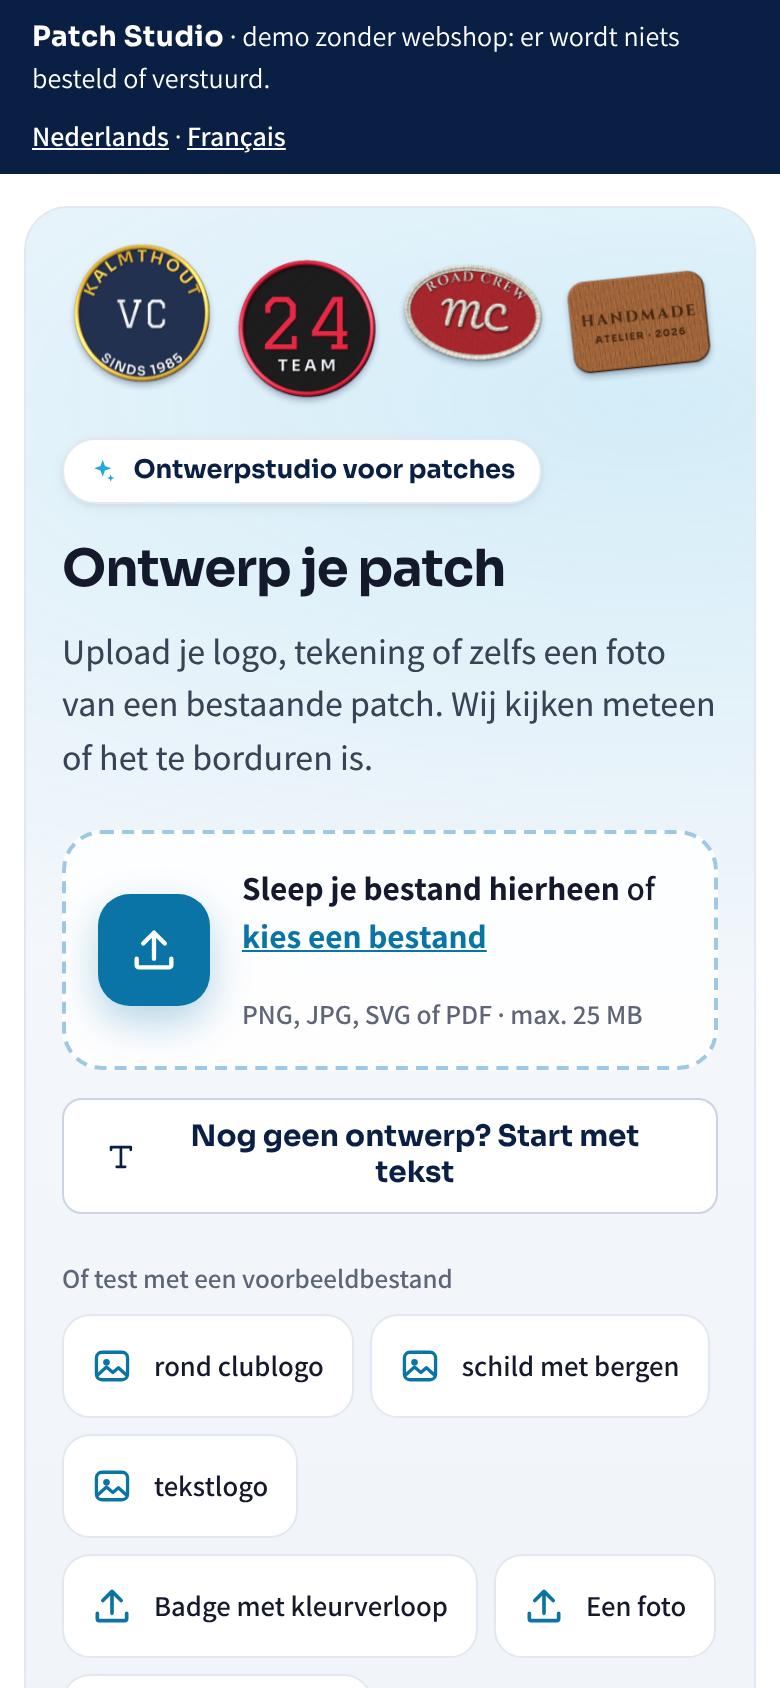 Patch Studio · demo zonder webshop: er wordt niets
besteld of verstuurd.
Nederlands · Français
KALMTHOUT
VC
SINDS 1985
24
TEAM
ROAD CREW
mc
HANDMADE
ATELIER · 2026
Ontwerpstudio voor patches
Ontwerp je patch
Upload je logo, tekening of zelfs een foto
van een bestaande patch. Wij kijken meteen
of het te borduren is.
Sleep je bestand hierheen of
kies een bestand
PNG, JPG, SVG of PDF · max. 25 MB
Nog geen ontwerp? Start met
tekst
Of test met een voorbeeldbestand
rond clublogo
schild met bergen
tekstlogo
Badge met kleurverloop
Een foto